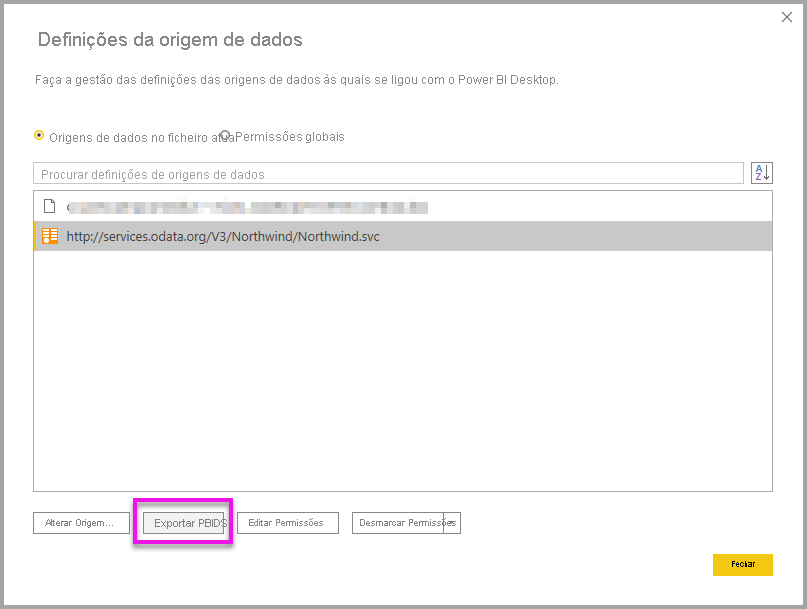 Definições da origem de dados
Faça a gestão das definições das origens de dados às quais se ligou com o Power BI Desktop.
Origens de dados no ficheiro atual Permissões globais
Procurar definições de origens de dados
http://services.odata.org/V3/Northwind/Northwind.svc
Alterar Origem... Exportar PBIDS Editar Permissões Desmarcar Permissões
Fechar